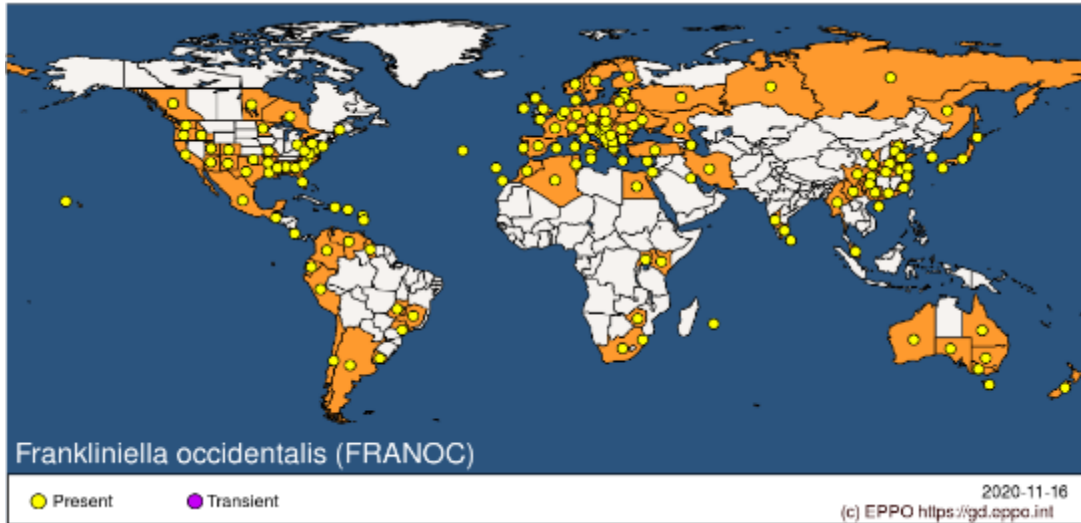 Frankliniella occidentalis (FRANOC)
Present
Transient
2020-11-16
(c) EPPO https://gd.eppo.int